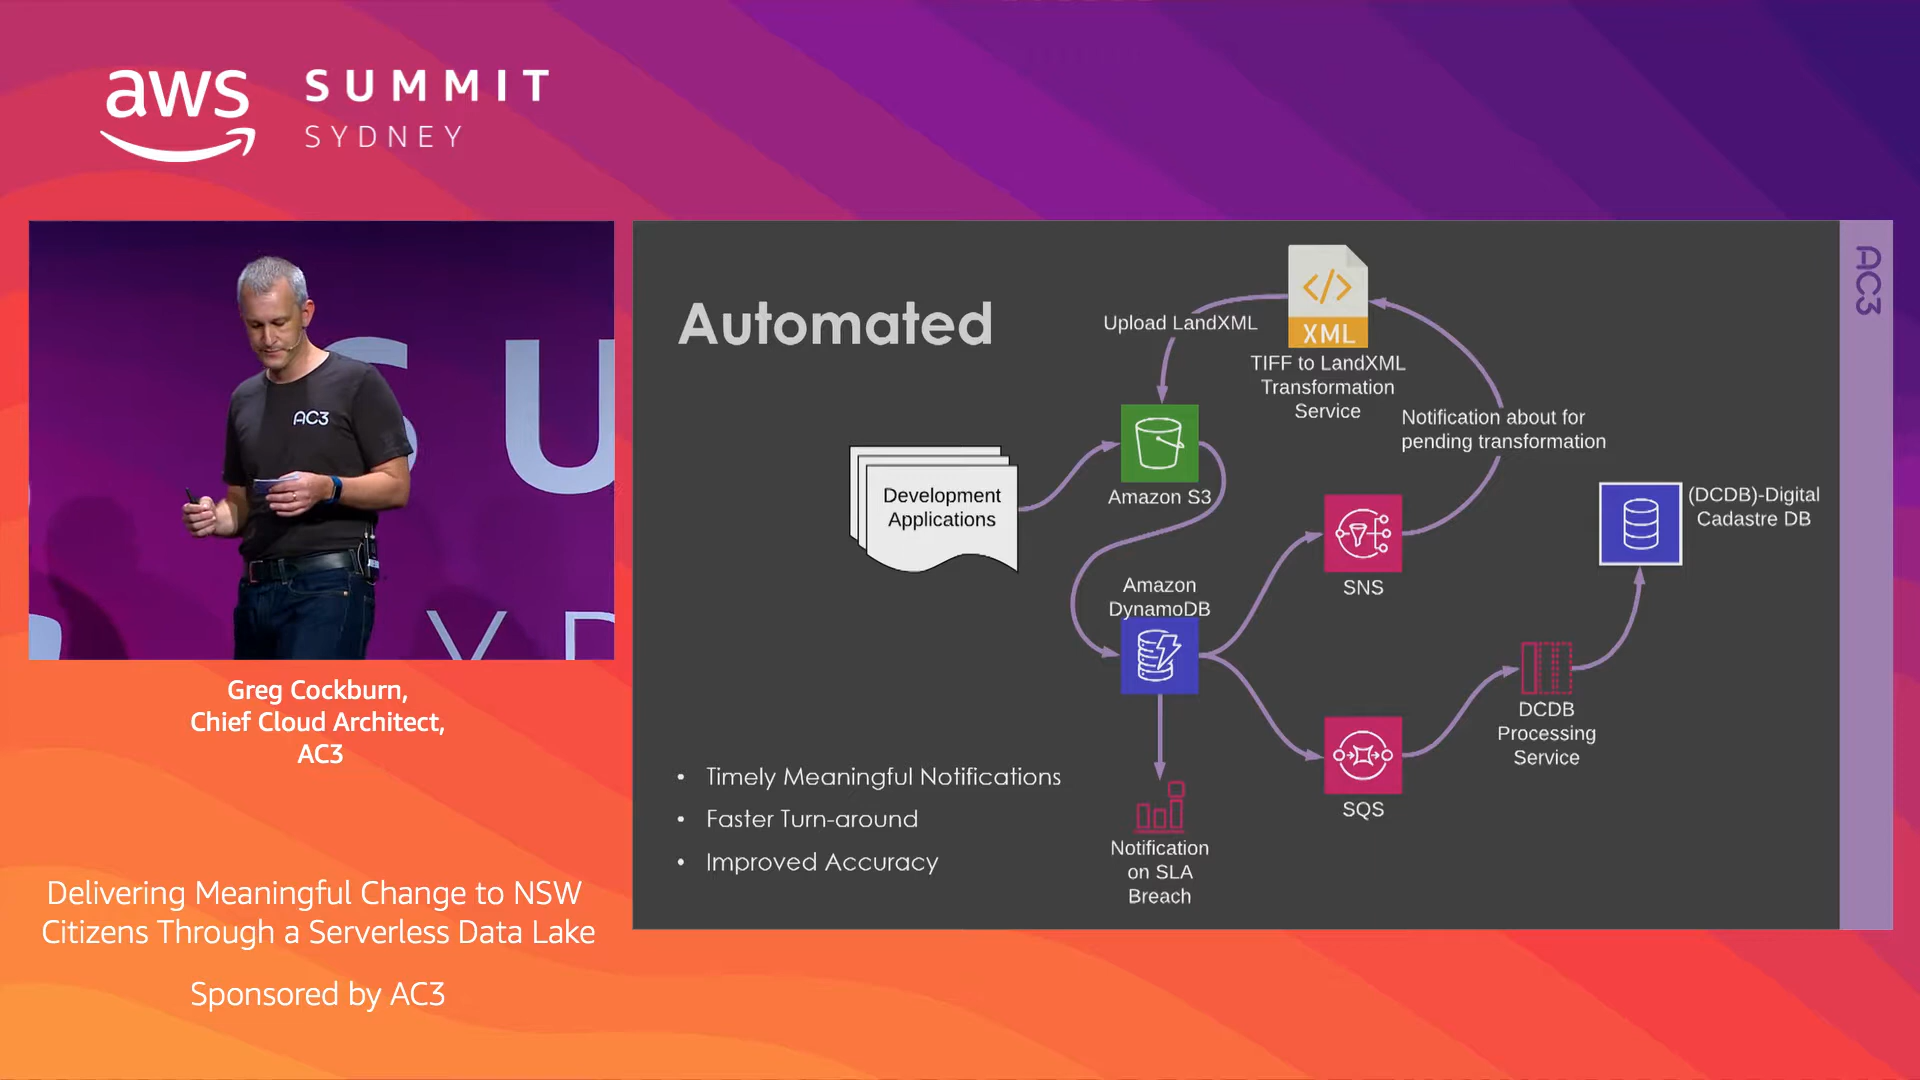 aws
SUMMIT
SYDNEY
SU
AC3
YD
Greg Cockburn,
Chief Cloud Architect,
AC3
Delivering Meaningful Change to NSW
Citizens Through a Serverless Data Lake
Sponsored by AC3
Automated
Timely Meaningful Notifications
Faster Turn-around
Improved Accuracy
Development
Applications
Upload LandXML
XML
TIFF to LandXML
Transformation
Service
Notification about for
pending transformation
Amazon S3
Amazon
DynamoDB
SNS
SQS
Notification
on SLA
Breach
DCDB
Processing
Service
(DCDB)-Digital
Cadastre DB
AC3